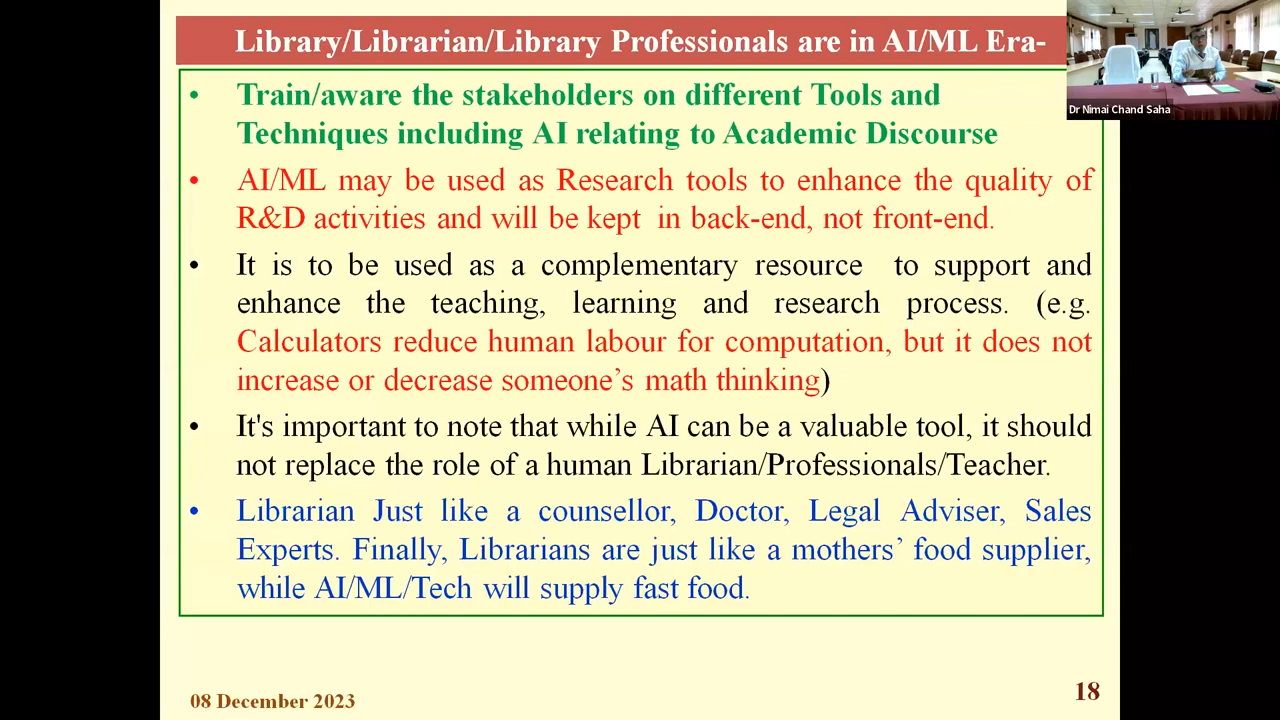 Library/Librarian/Library Professionals are in AI/ML Era-
Dr Nimai Chand Saha
• Train/aware the stakeholders on different Tools and
Techniques including AI relating to Academic Discourse
• AI/ML may be used as Research tools to enhance the quality of
R&D activities and will be kept in back-end, not front-end.
• It is to be used as a complementary resource to support and
enhance the teaching, learning and research process. (e.g.
Calculators reduce human labour for computation, but it does not
increase or decrease someone’s math thinking)
• It's important to note that while AI can be a valuable tool, it should
not replace the role of a human Librarian/Professionals/Teacher.
• Librarian Just like a counsellor, Doctor, Legal Adviser, Sales
Experts. Finally, Librarians are just like a mothers’ food supplier,
while AI/ML/Tech will supply fast food.
08 December 2023
18